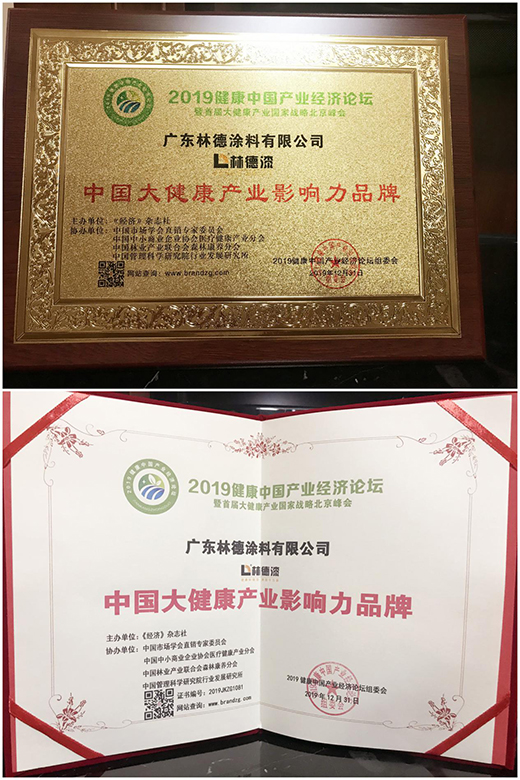 2019健康中国产业经济论坛
暨首届大健康产业国家战略北京峰会
广东林德涂料有限公司
林德漆
中国大健康产业影响力品牌
主办单位：《经济》杂志社
协办单位：中国市场学会直销专家委员会
中国中小商业企业协会医疗健康产业分会
中国林业产业联合会森林康养分会
中国管理科学研究院行业发展研究所
网站查询：www.brandzg.com
2019健康中国产业经济论坛组委会
2019年12月31日
2019健康中国产业经济论坛
暨首届大健康产业国家战略北京峰会
广东林德涂料有限公司
林德漆
中国大健康产业影响力品牌
主办单位：《经济》杂志社
协办单位：中国市场学会直销专家委员会
中国中小商业企业协会医疗健康产业分会
中国林业产业联合会森林康养分会
中国管理科学研究院行业发展研究所
证书编号：2019JKZG1081
网站查询：www.brandzg.com
2019健康中国产业经济论坛组委会
2019年12月31日